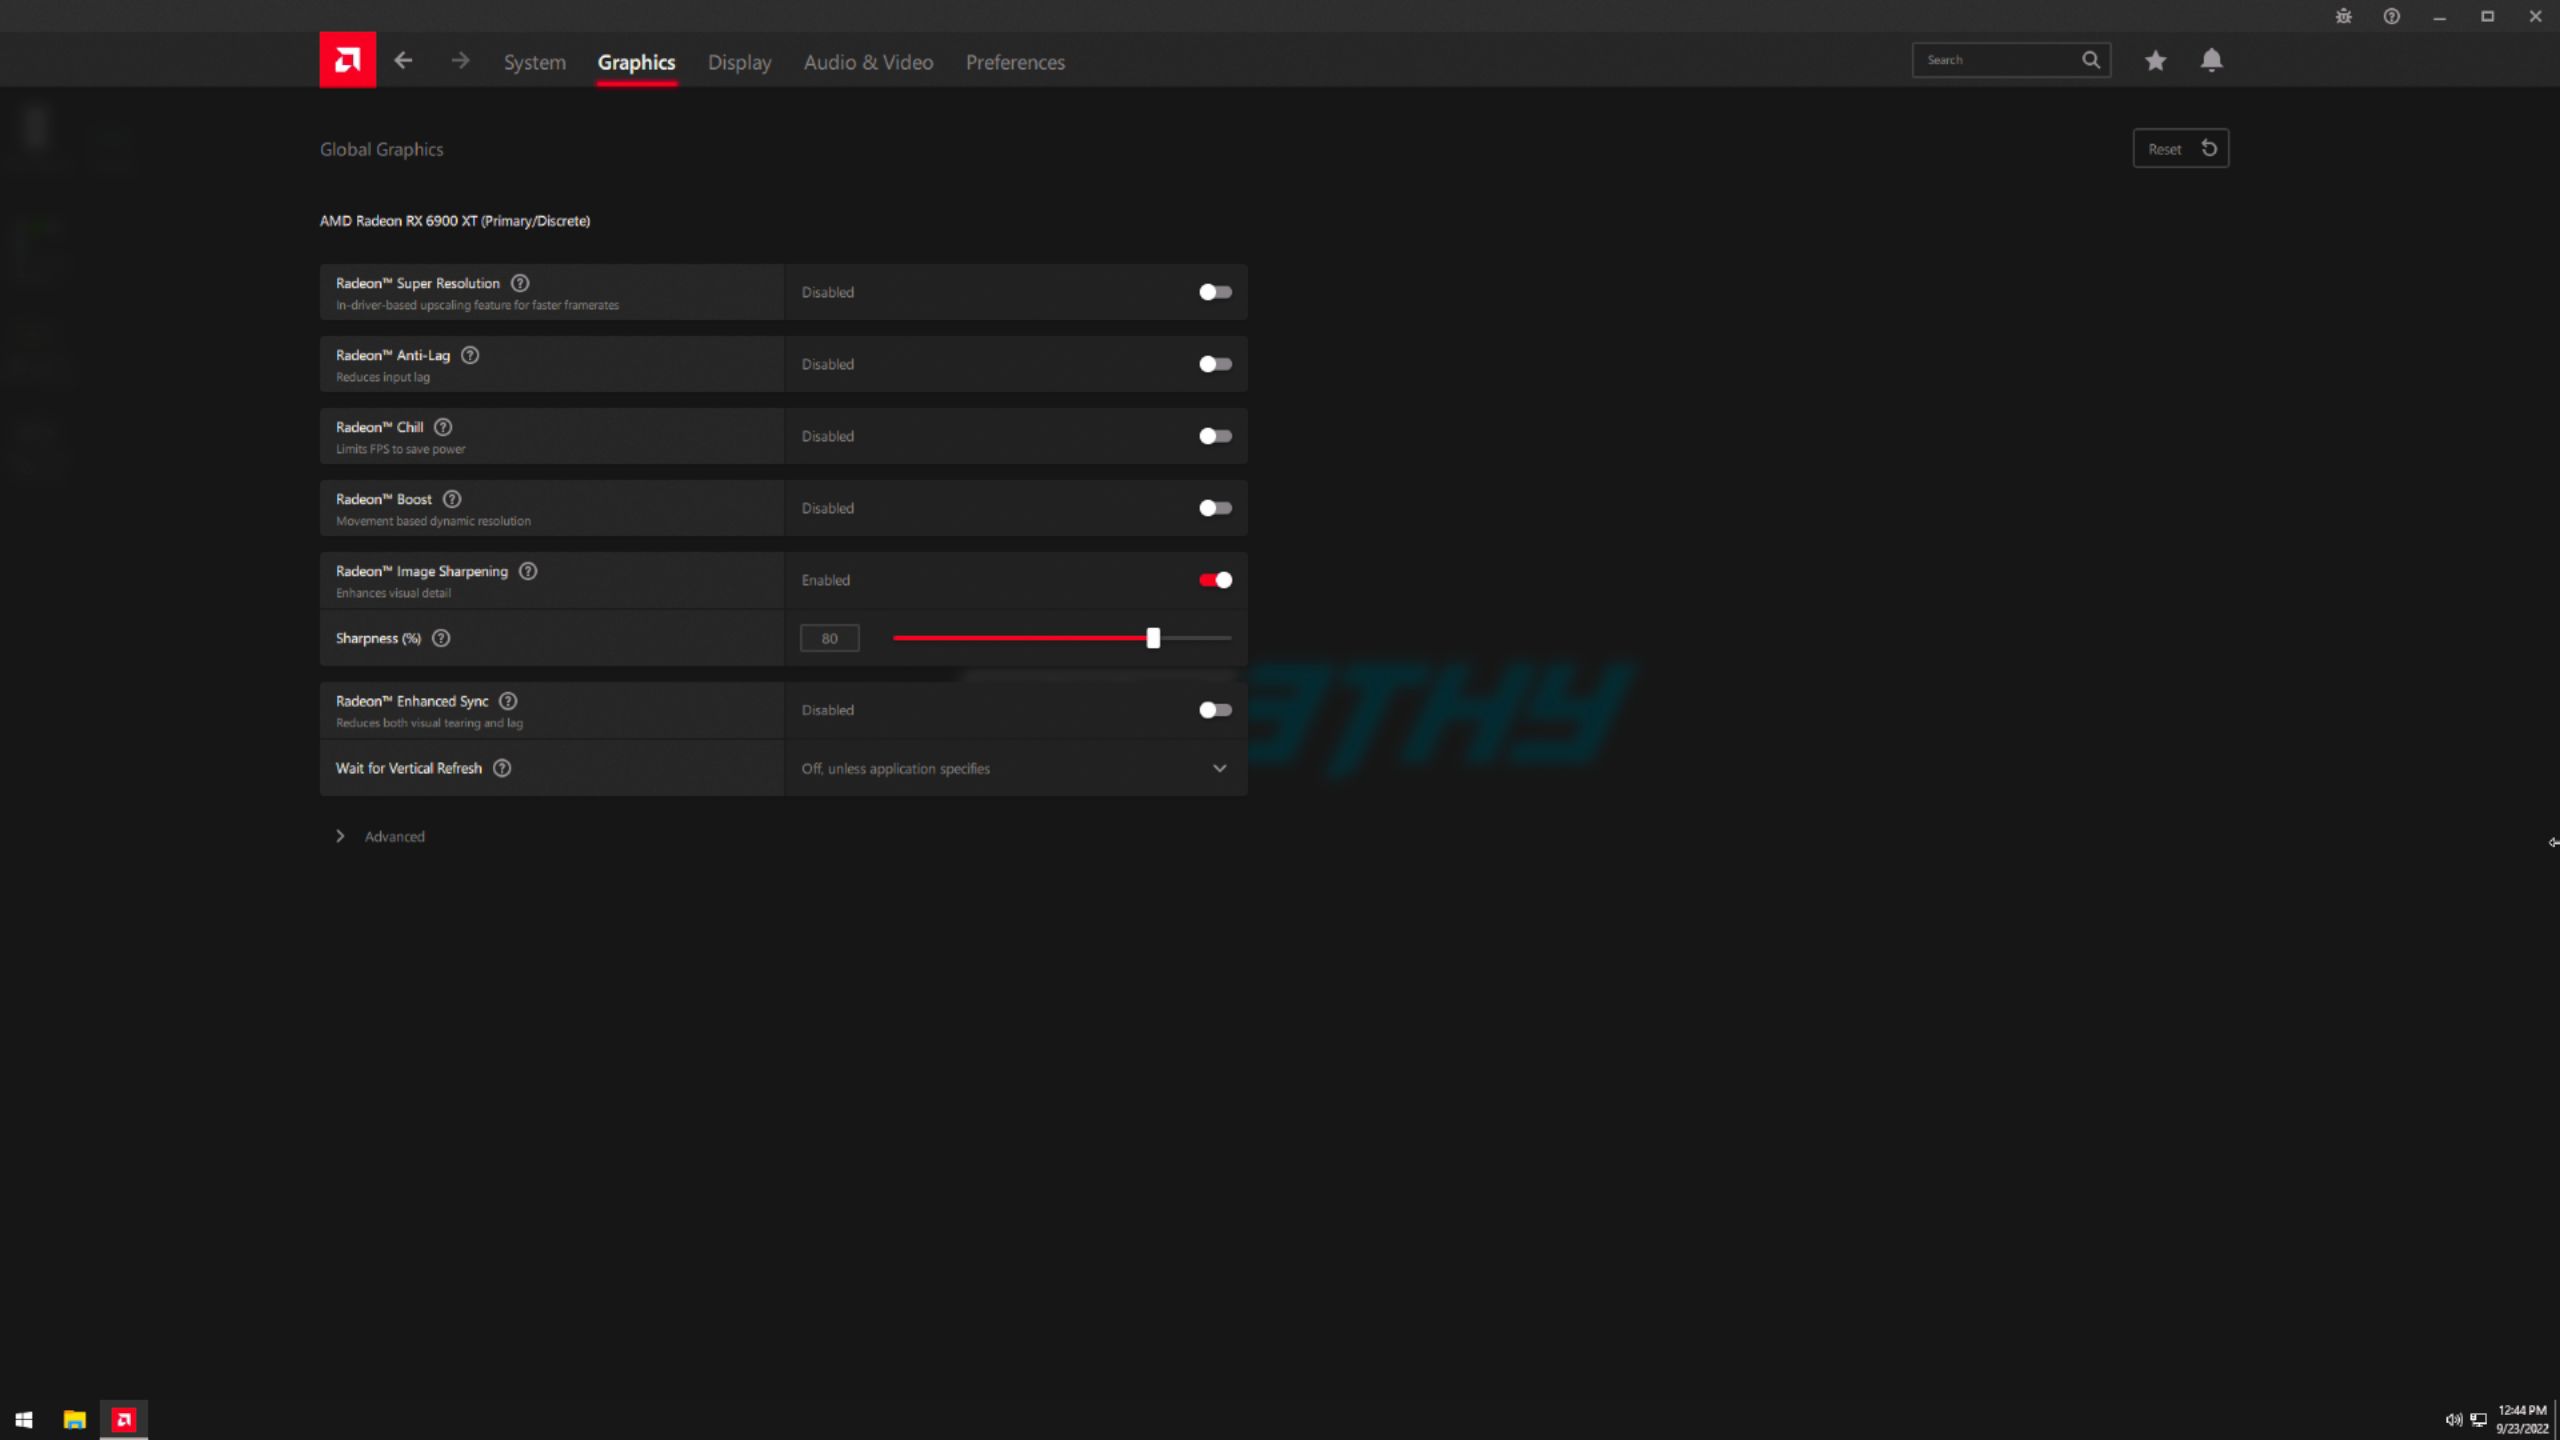 System Graphics Display Audio & Video Preferences
Search
Global Graphics
Reset
AMD Radeon RX 6900 XT (Primary/Discrete)
Radeon™ Super Resolution
In-driver-based upscaling feature for faster framerates
Disabled
Radeon™ Anti-Lag
Reduces input lag
Disabled
Radeon™ Chill
Limits FPS to save power
Disabled
Radeon™ Boost
Movement based dynamic resolution
Disabled
Radeon™ Image Sharpening
Enhances visual detail
Enabled
Sharpness (%)
80
Radeon™ Enhanced Sync
Reduces both visual tearing and lag
Disabled
Wait for Vertical Refresh
Off, unless application specifies
Advanced
12:44 PM
9/23/2022